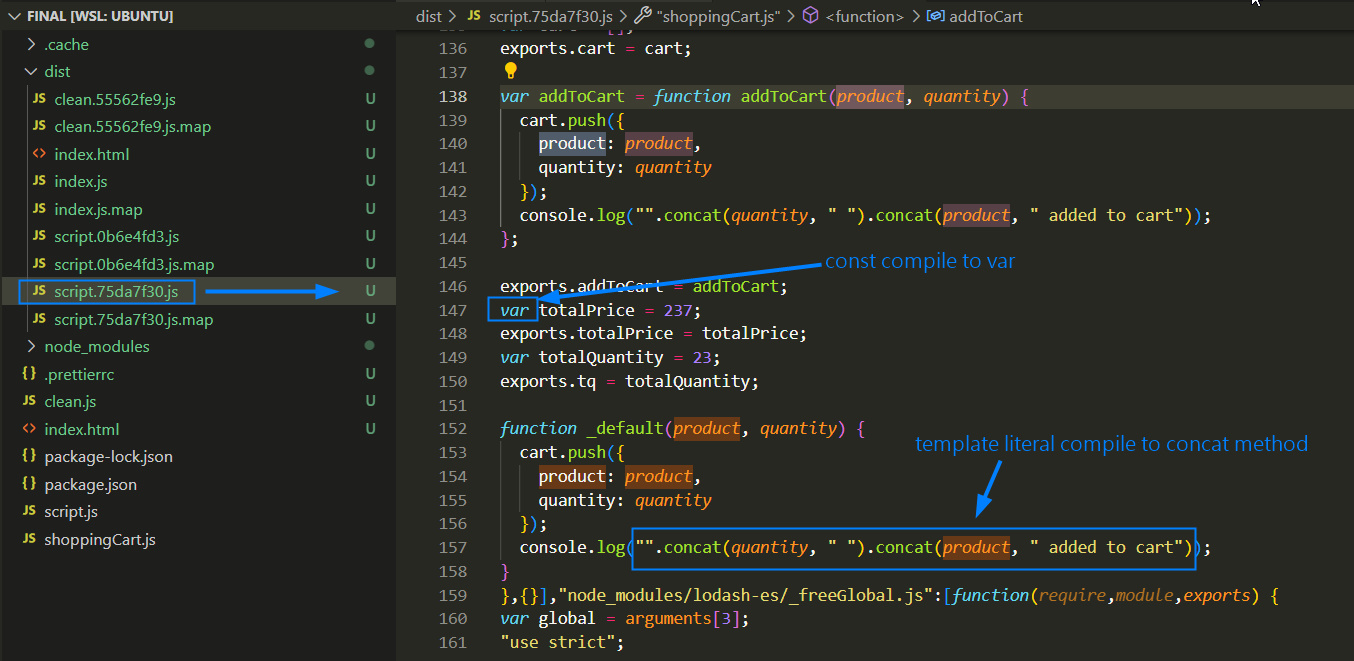 FINAL [WSL: UBUNTU]
.cache
dist
JS clean.55562fe9.js U
JS clean.55562fe9.js.map U
<> index.html U
JS index.js U
JS index.js.map U
JS script.0b6e4fd3.js U
JS script.0b6e4fd3.js.map U
JS script.75da7f30.js U
JS script.75da7f30.js.map U
node_modules
{} .prettierrc U
JS clean.js U
<> index.html U
{} package-lock.json
{} package.json
JS script.js
JS shoppingCart.js
dist > JS script.75da7f30.js > "shoppingCart.js" > <function> > addToCart
136 exports.cart = cart;
137
138 var addToCart = function addToCart(product, quantity) {
139 cart.push({
140 product: product,
141 quantity: quantity
142 });
143 console.log("".concat(quantity, " ").concat(product, " added to cart"));
144 };
145
const compile to var
146 exports.addToCart = addToCart;
147 var totalPrice = 237;
148 exports.totalPrice = totalPrice;
149 var totalQuantity = 23;
150 exports.tq = totalQuantity;
151
152 function _default(product, quantity) {
template literal compile to concat method
153 cart.push({
154 product: product,
155 quantity: quantity
156 });
157 console.log("".concat(quantity, " ").concat(product, " added to cart"));
158 }
159 },{}],"node_modules/lodash-es/_freeGlobal.js":[function(require,module,exports) {
160 var global = arguments[3];
161 "use strict";